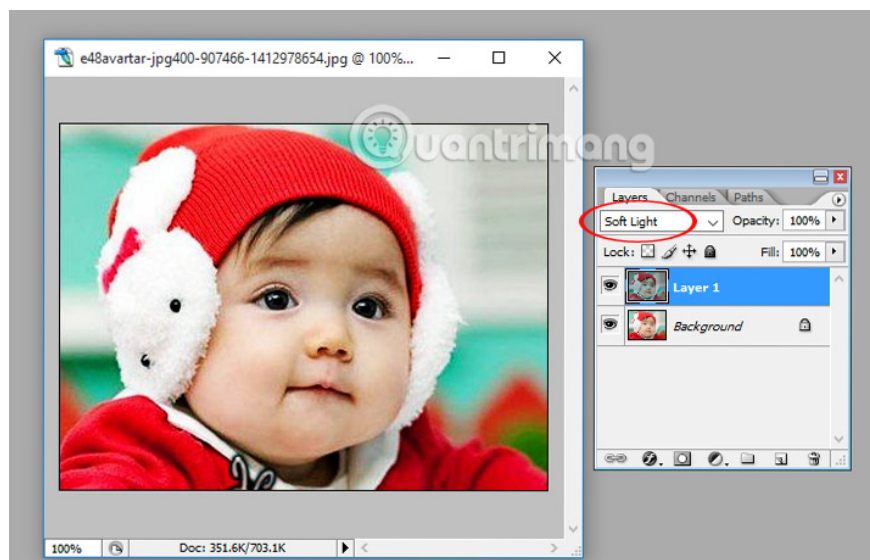 e48avartar-jpg400-907466-1412978654.jpg @ 100%...
Quantrimang
Layers Channels Paths
Soft Light Opacity: 100%
Lock: Fill: 100%
Layer 1
Background
100% Doc: 351.6K/703.1K